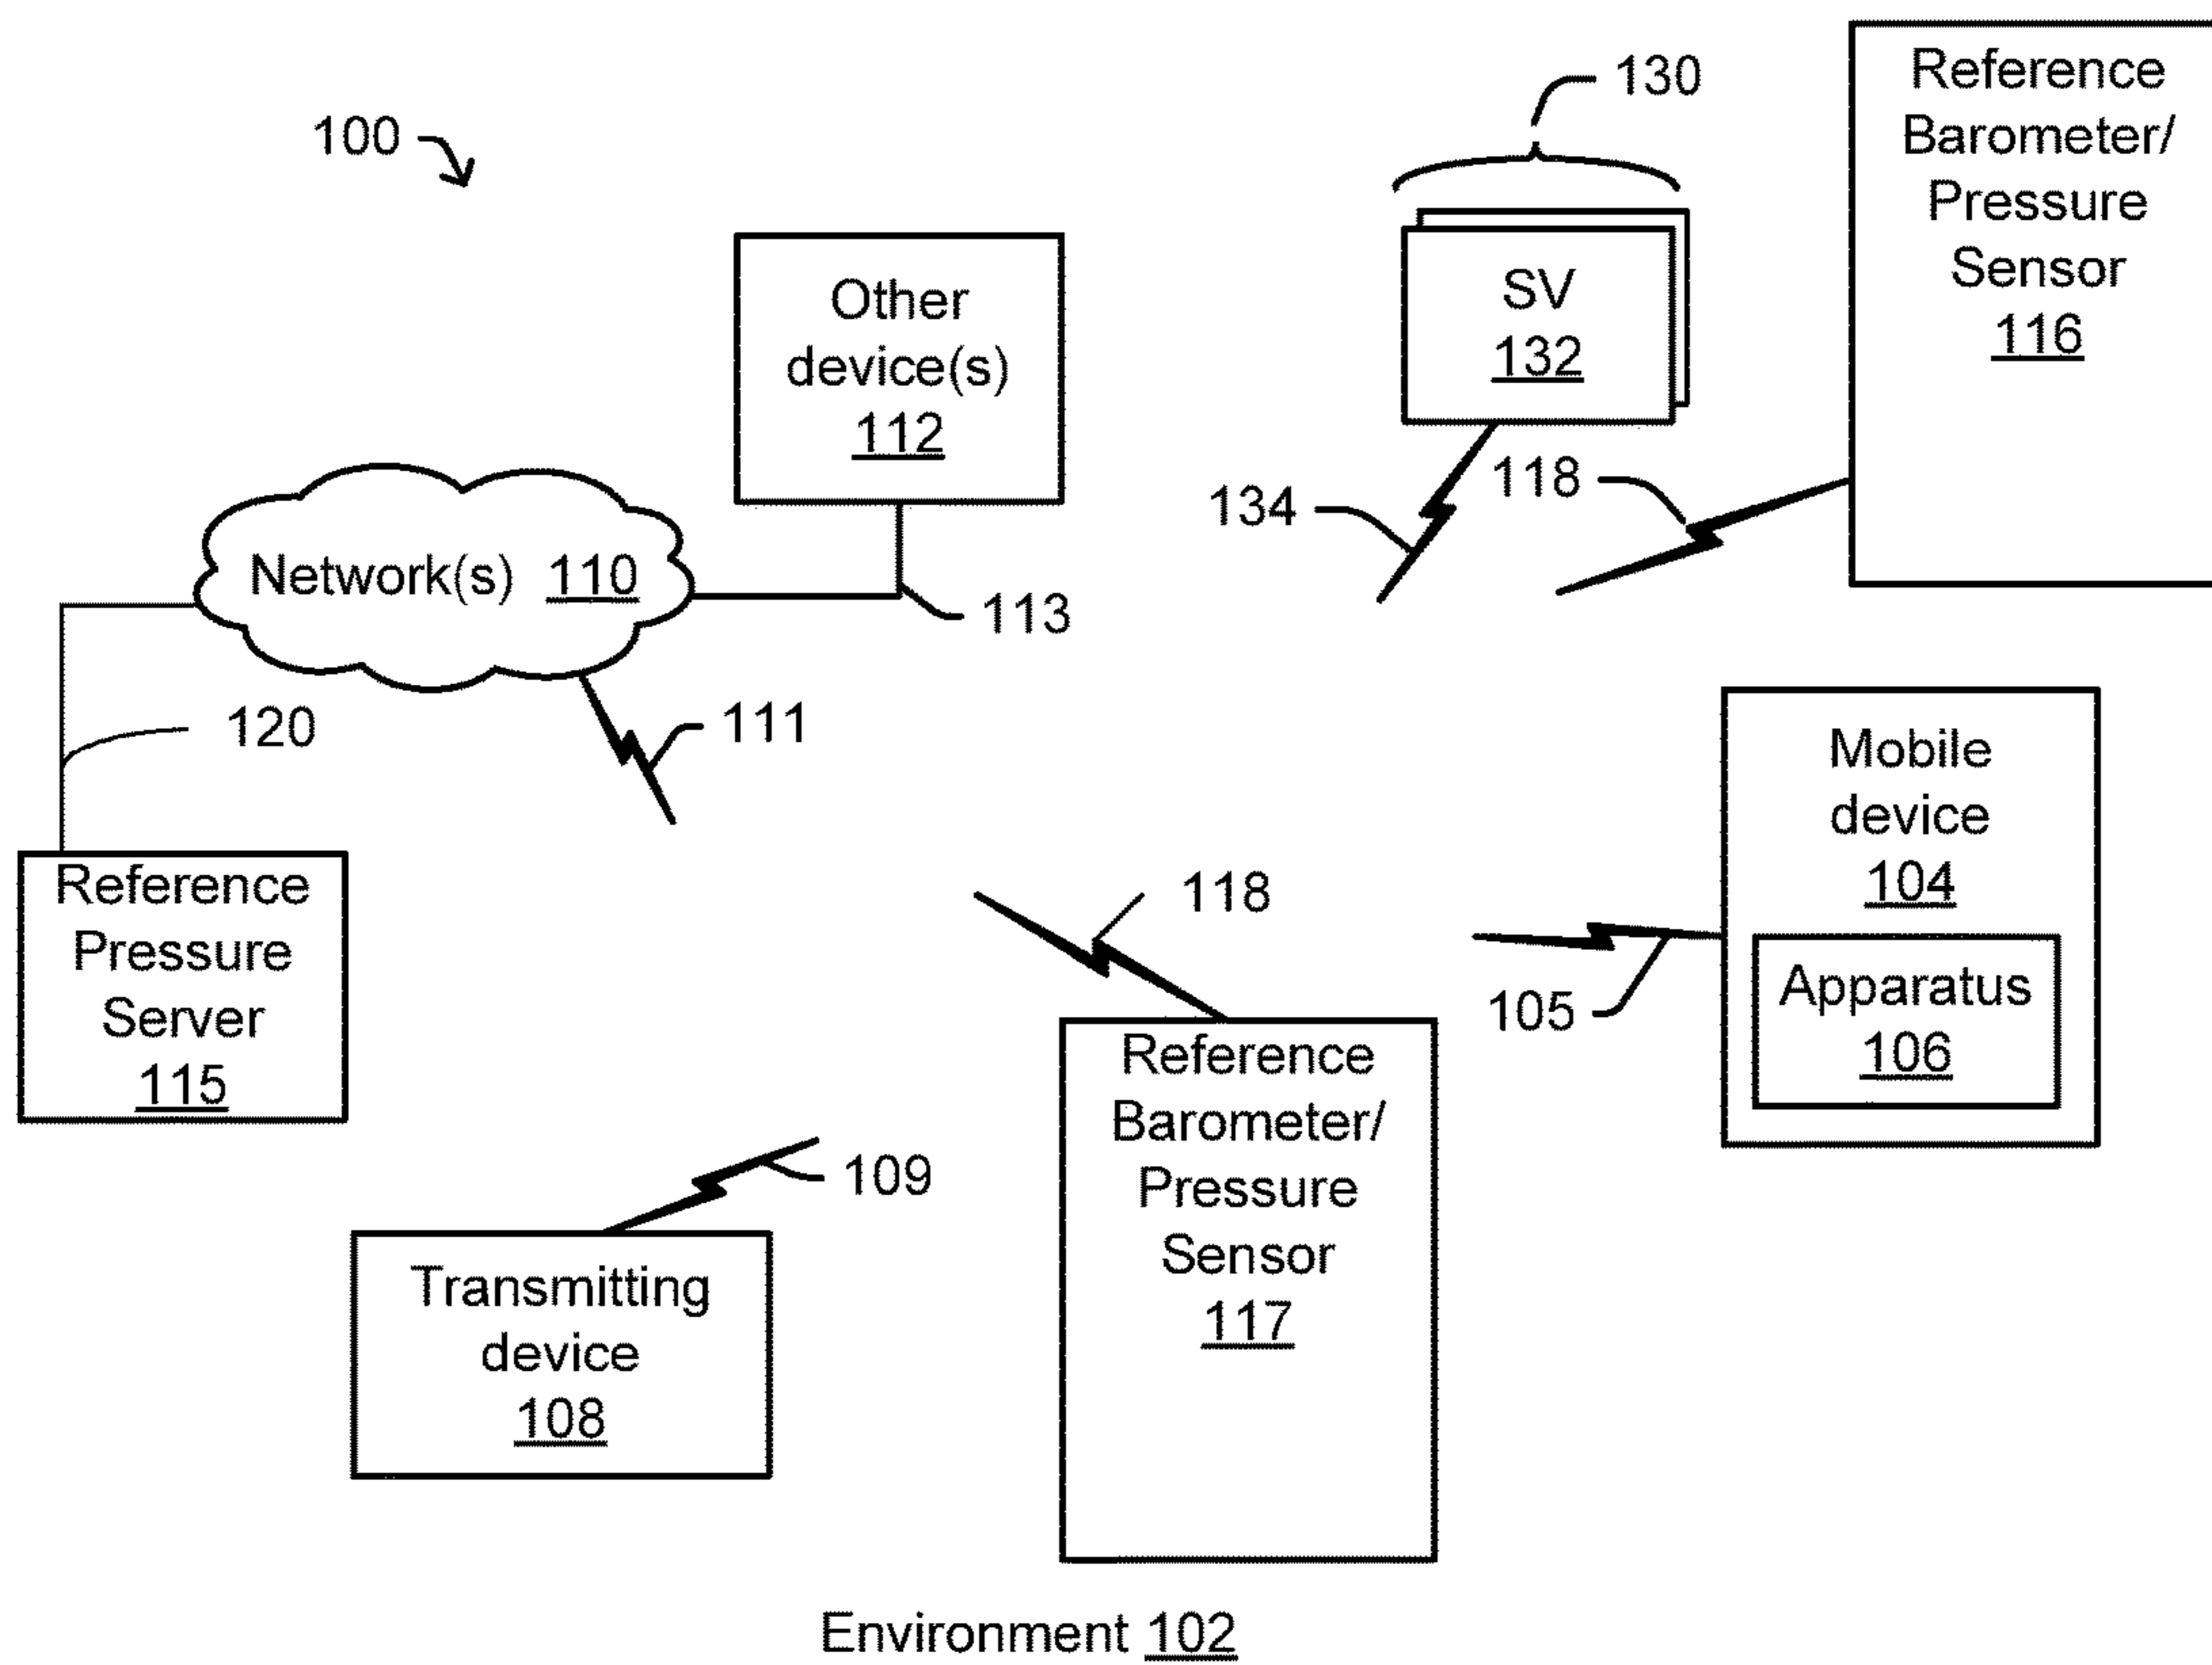 100
130
Reference
Barometer/
Pressure
Sensor
116
Other
device(s)
112
SV
132
134
118
Network(s) 110
113
120
111
Mobile
device
104
Apparatus
106
105
Reference
Pressure
Server
115
118
Reference
Barometer/
Pressure
Sensor
117
109
Transmitting
device
108
Environment 102